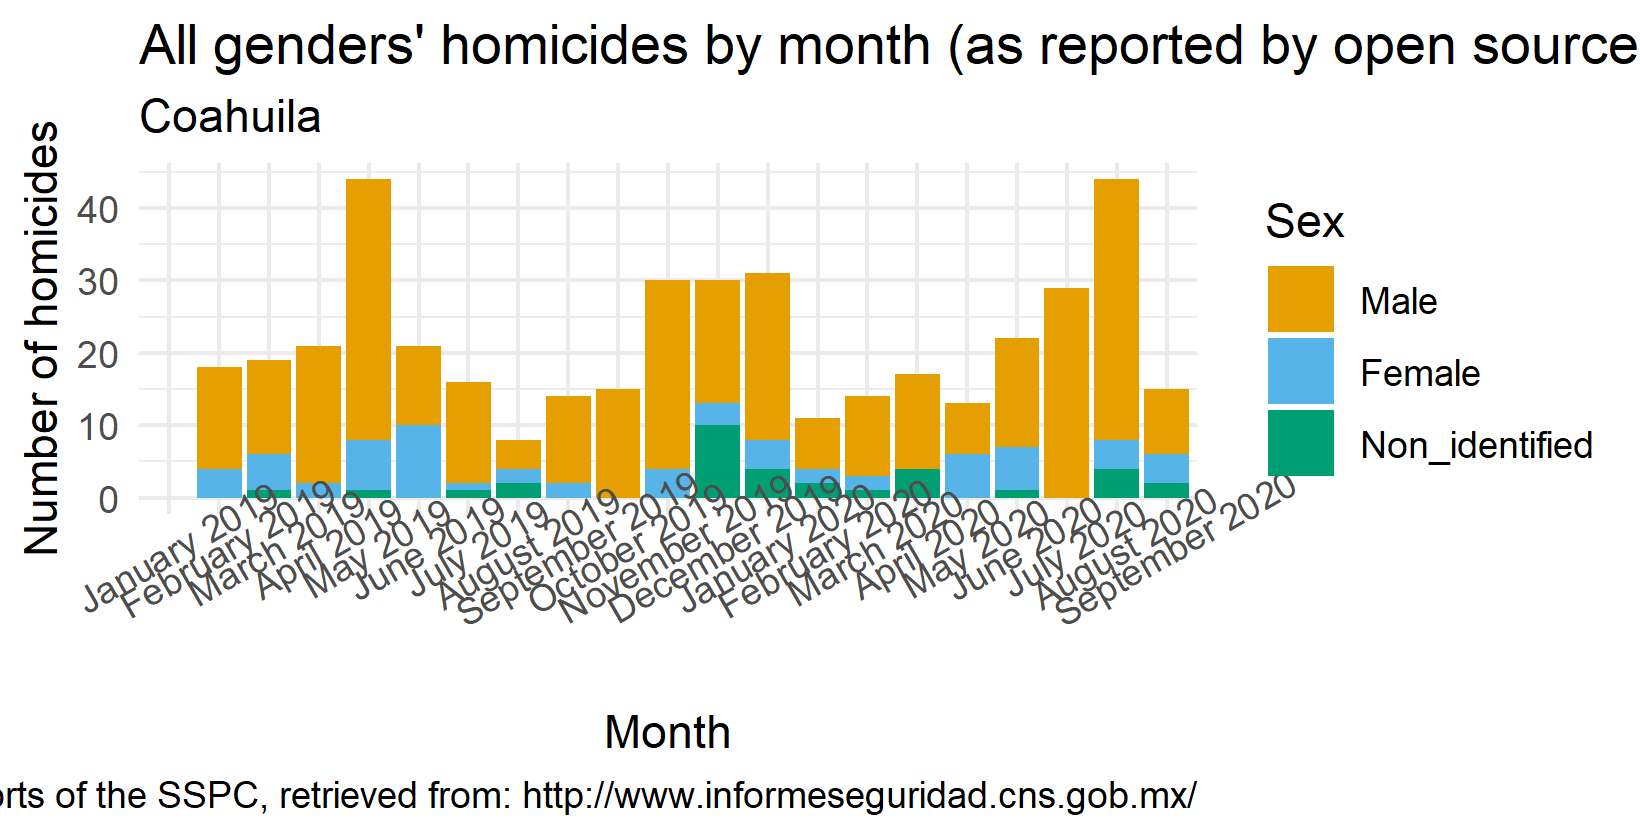 All genders' homicides by month (as reported by open source
Coahuila
Number of homicides
40
30
20
10
0
January 2019
February 2019
March 2019
April 2019
May 2019
June 2019
July 2019
August 2019
September 2019
October 2019
November 2019
December 2019
January 2020
February 2020
March 2020
April 2020
May 2020
June 2020
July 2020
August 2020
September 2020
Month
Sex
Male
Female
Non_identified
orts of the SSPC, retrieved from: http://www.informeseguridad.cns.gob.mx/